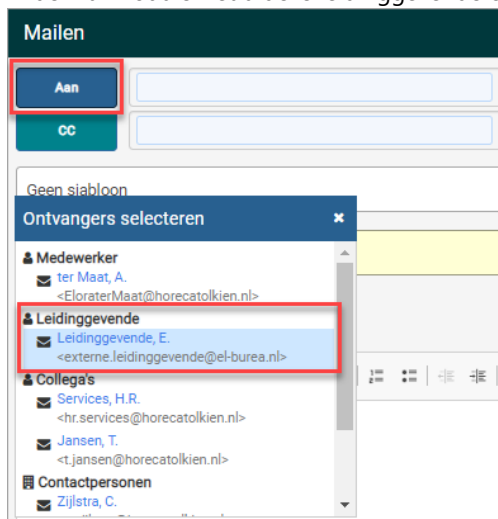 Mailen
Aan
CC
Geen sjabloon
Ontvangers selecteren
Medewerker
ter Maat, A.
<EloraterMaat@horecatolkien.nl>
Leidinggevende
Leidinggevende, E.
<externe.leidinggevende@el-burea.nl>
Collega's
Services, H.R.
<hr.services@horecatolkien.nl>
Jansen, T.
<t.jansen@horecatolkien.nl>
Contactpersonen
Zijlstra, C.